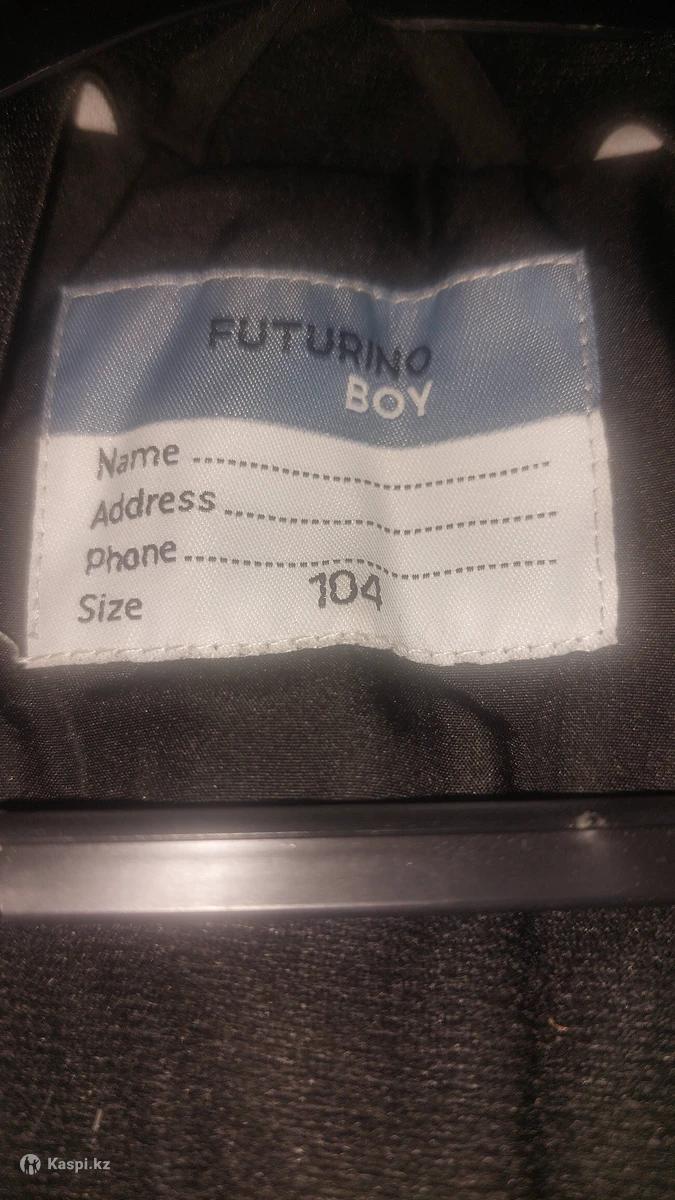 FUTURINO
BOY
Name
Address
Phone
Size 104
Kaspi.kz